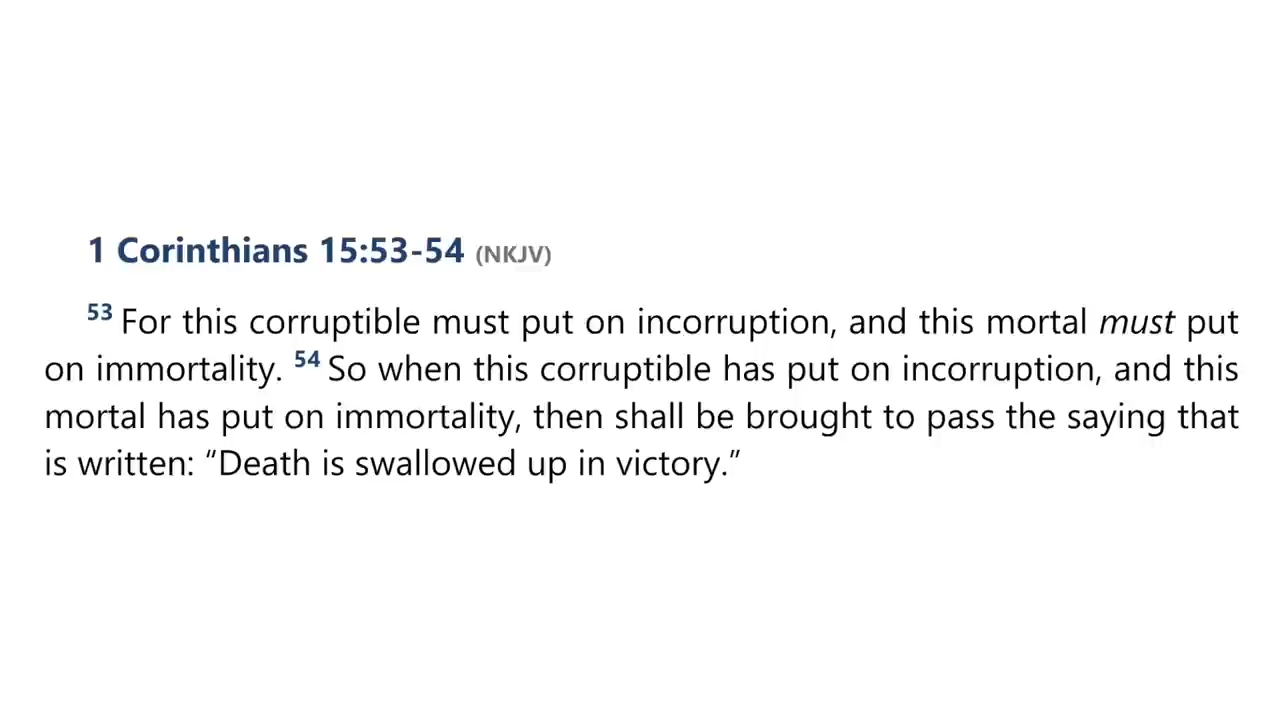 1 Corinthians 15:53-54 (NKJV)
53 For this corruptible must put on incorruption, and this mortal must put
on immortality. 54 So when this corruptible has put on incorruption, and this
mortal has put on immortality, then shall be brought to pass the saying that
is written: “Death is swallowed up in victory.”